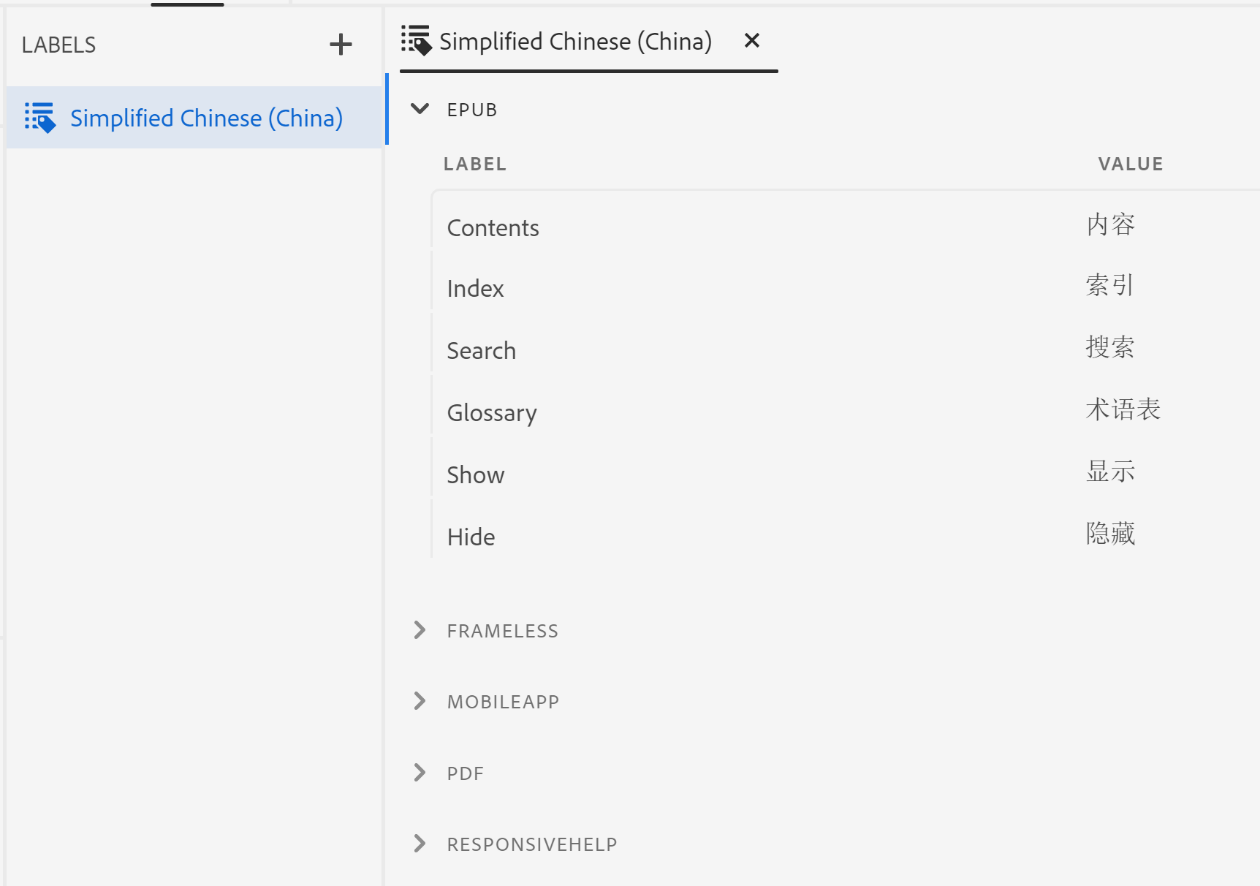 LABELS
Simplified Chinese (China)
Simplified Chinese (China)
EPUB
LABEL VALUE
Contents 内容
Index 索引
Search 搜索
Glossary 术语表
Show 显示
Hide 隐藏
FRAMELESS
MOBILEAPP
PDF
RESPONSIVEHELP